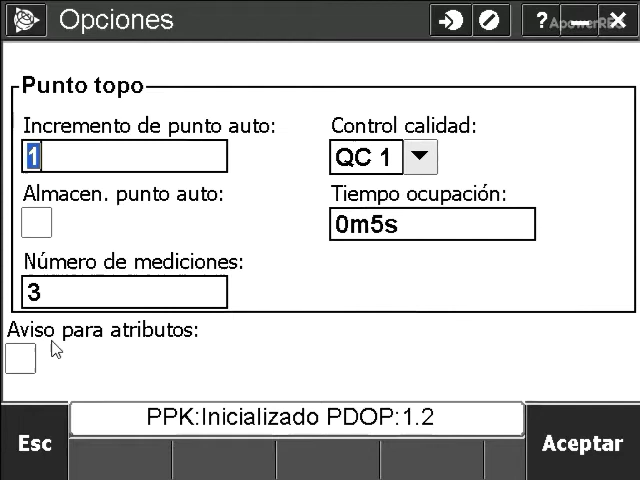 Opciones
?
ApowerREC
Punto topo
Incremento de punto auto:
1
Control calidad:
QC 1
Almacen. punto auto:
Tiempo ocupación:
0m5s
Número de mediciones:
3
Aviso para atributos:
PPK:Inicializado PDOP:1.2
Esc
Aceptar